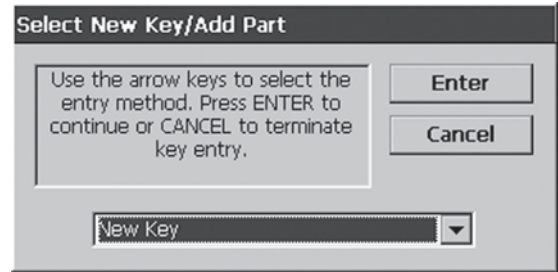 Select New Key/Add Part
Use the arrow keys to select the
entry method. Press ENTER to
continue or CANCEL to terminate
key entry.
Enter
Cancel
New Key